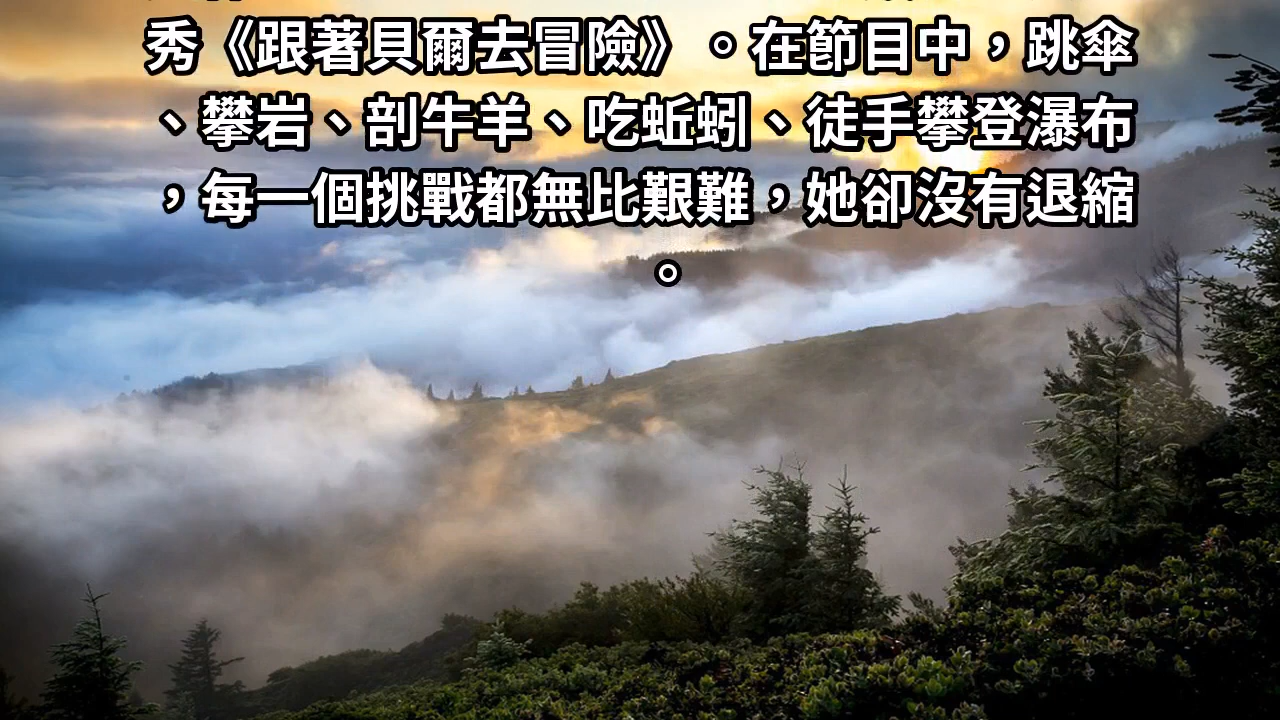 秀《跟著貝爾去冒險》。在節目中，跳傘
、攀岩、剖牛羊、吃蚯蚓、徒手攀登瀑布
，每一個挑戰都無比艱難，她卻沒有退縮
。